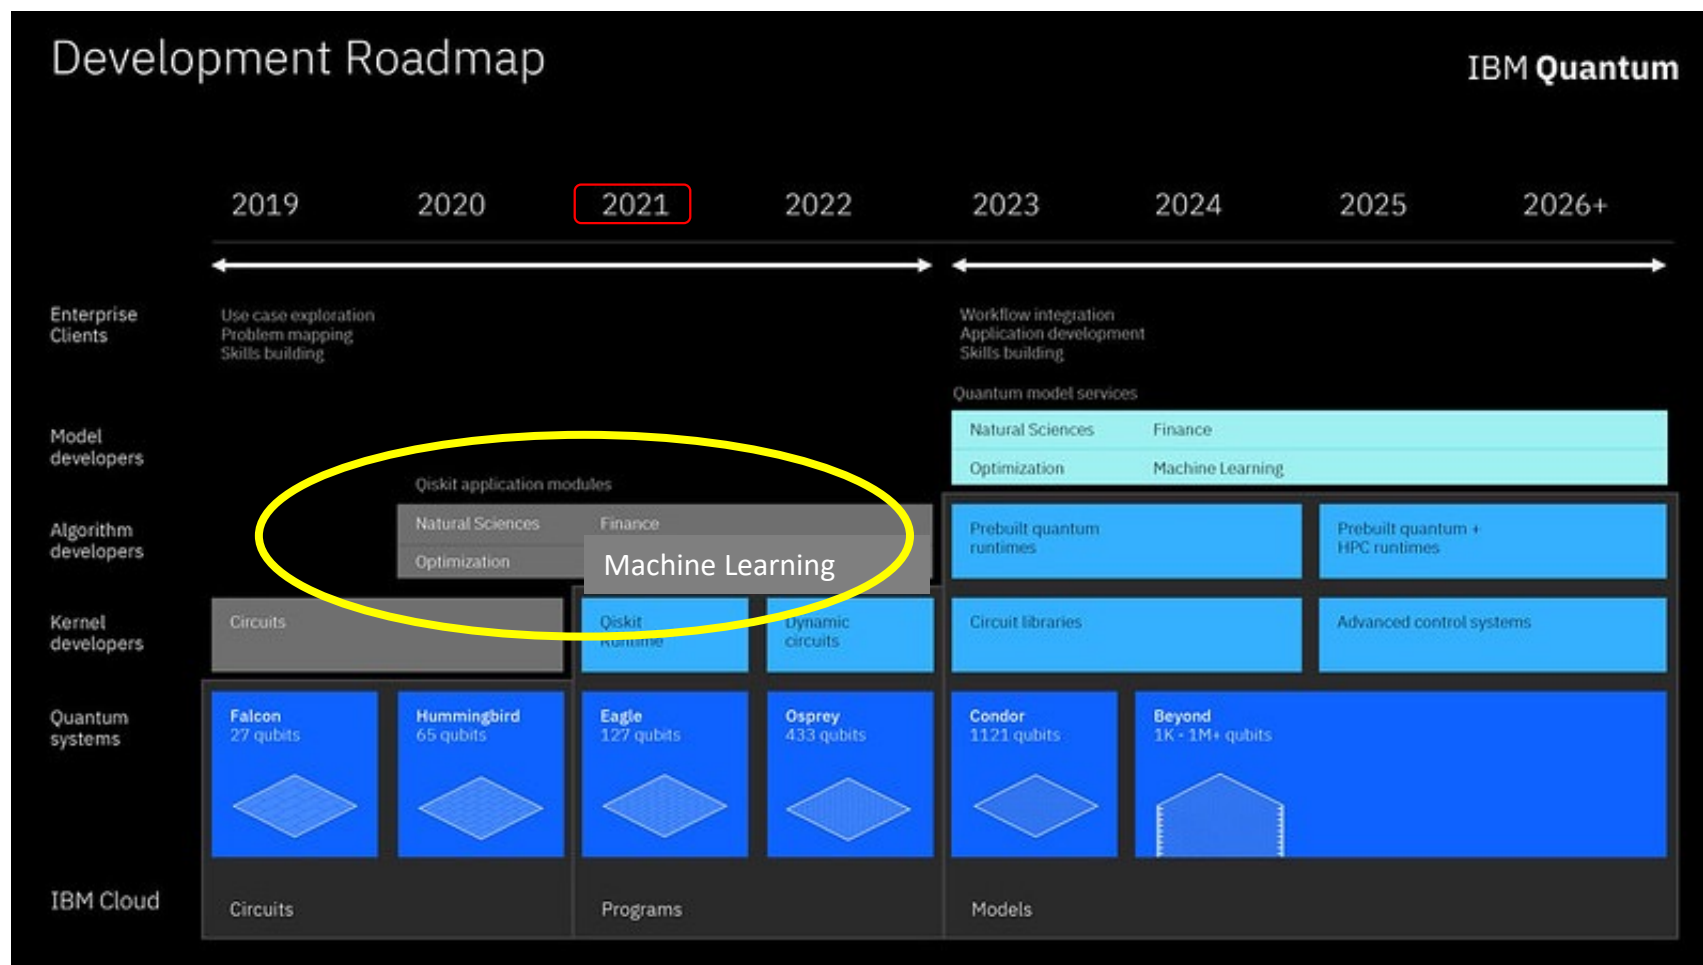 Development Roadmap
IBM Quantum
2019 2020 2021 2022 2023 2024 2025 2026+
Enterprise
Clients
Use case exploration
Problem mapping
Skills building
Workflow integration
Application development
Skills building
Model
developers
Quantum model services
Natural Sciences Finance
Optimization Machine Learning
Algorithm
developers
Qiskit application modules
Natural Sciences Finance
Optimization Machine Learning
Prebuilt quantum
runtimes
Prebuilt quantum +
HPC runtimes
Kernel
developers
Circuits
Qiskit
Runtime
Dynamic
circuits
Circuit libraries
Advanced control systems
Quantum
systems
Falcon
27 qubits
Hummingbird
65 qubits
Eagle
127 qubits
Osprey
433 qubits
Condor
1121 qubits
Beyond
1K - 1M+ qubits
IBM Cloud
Circuits
Programs
Models